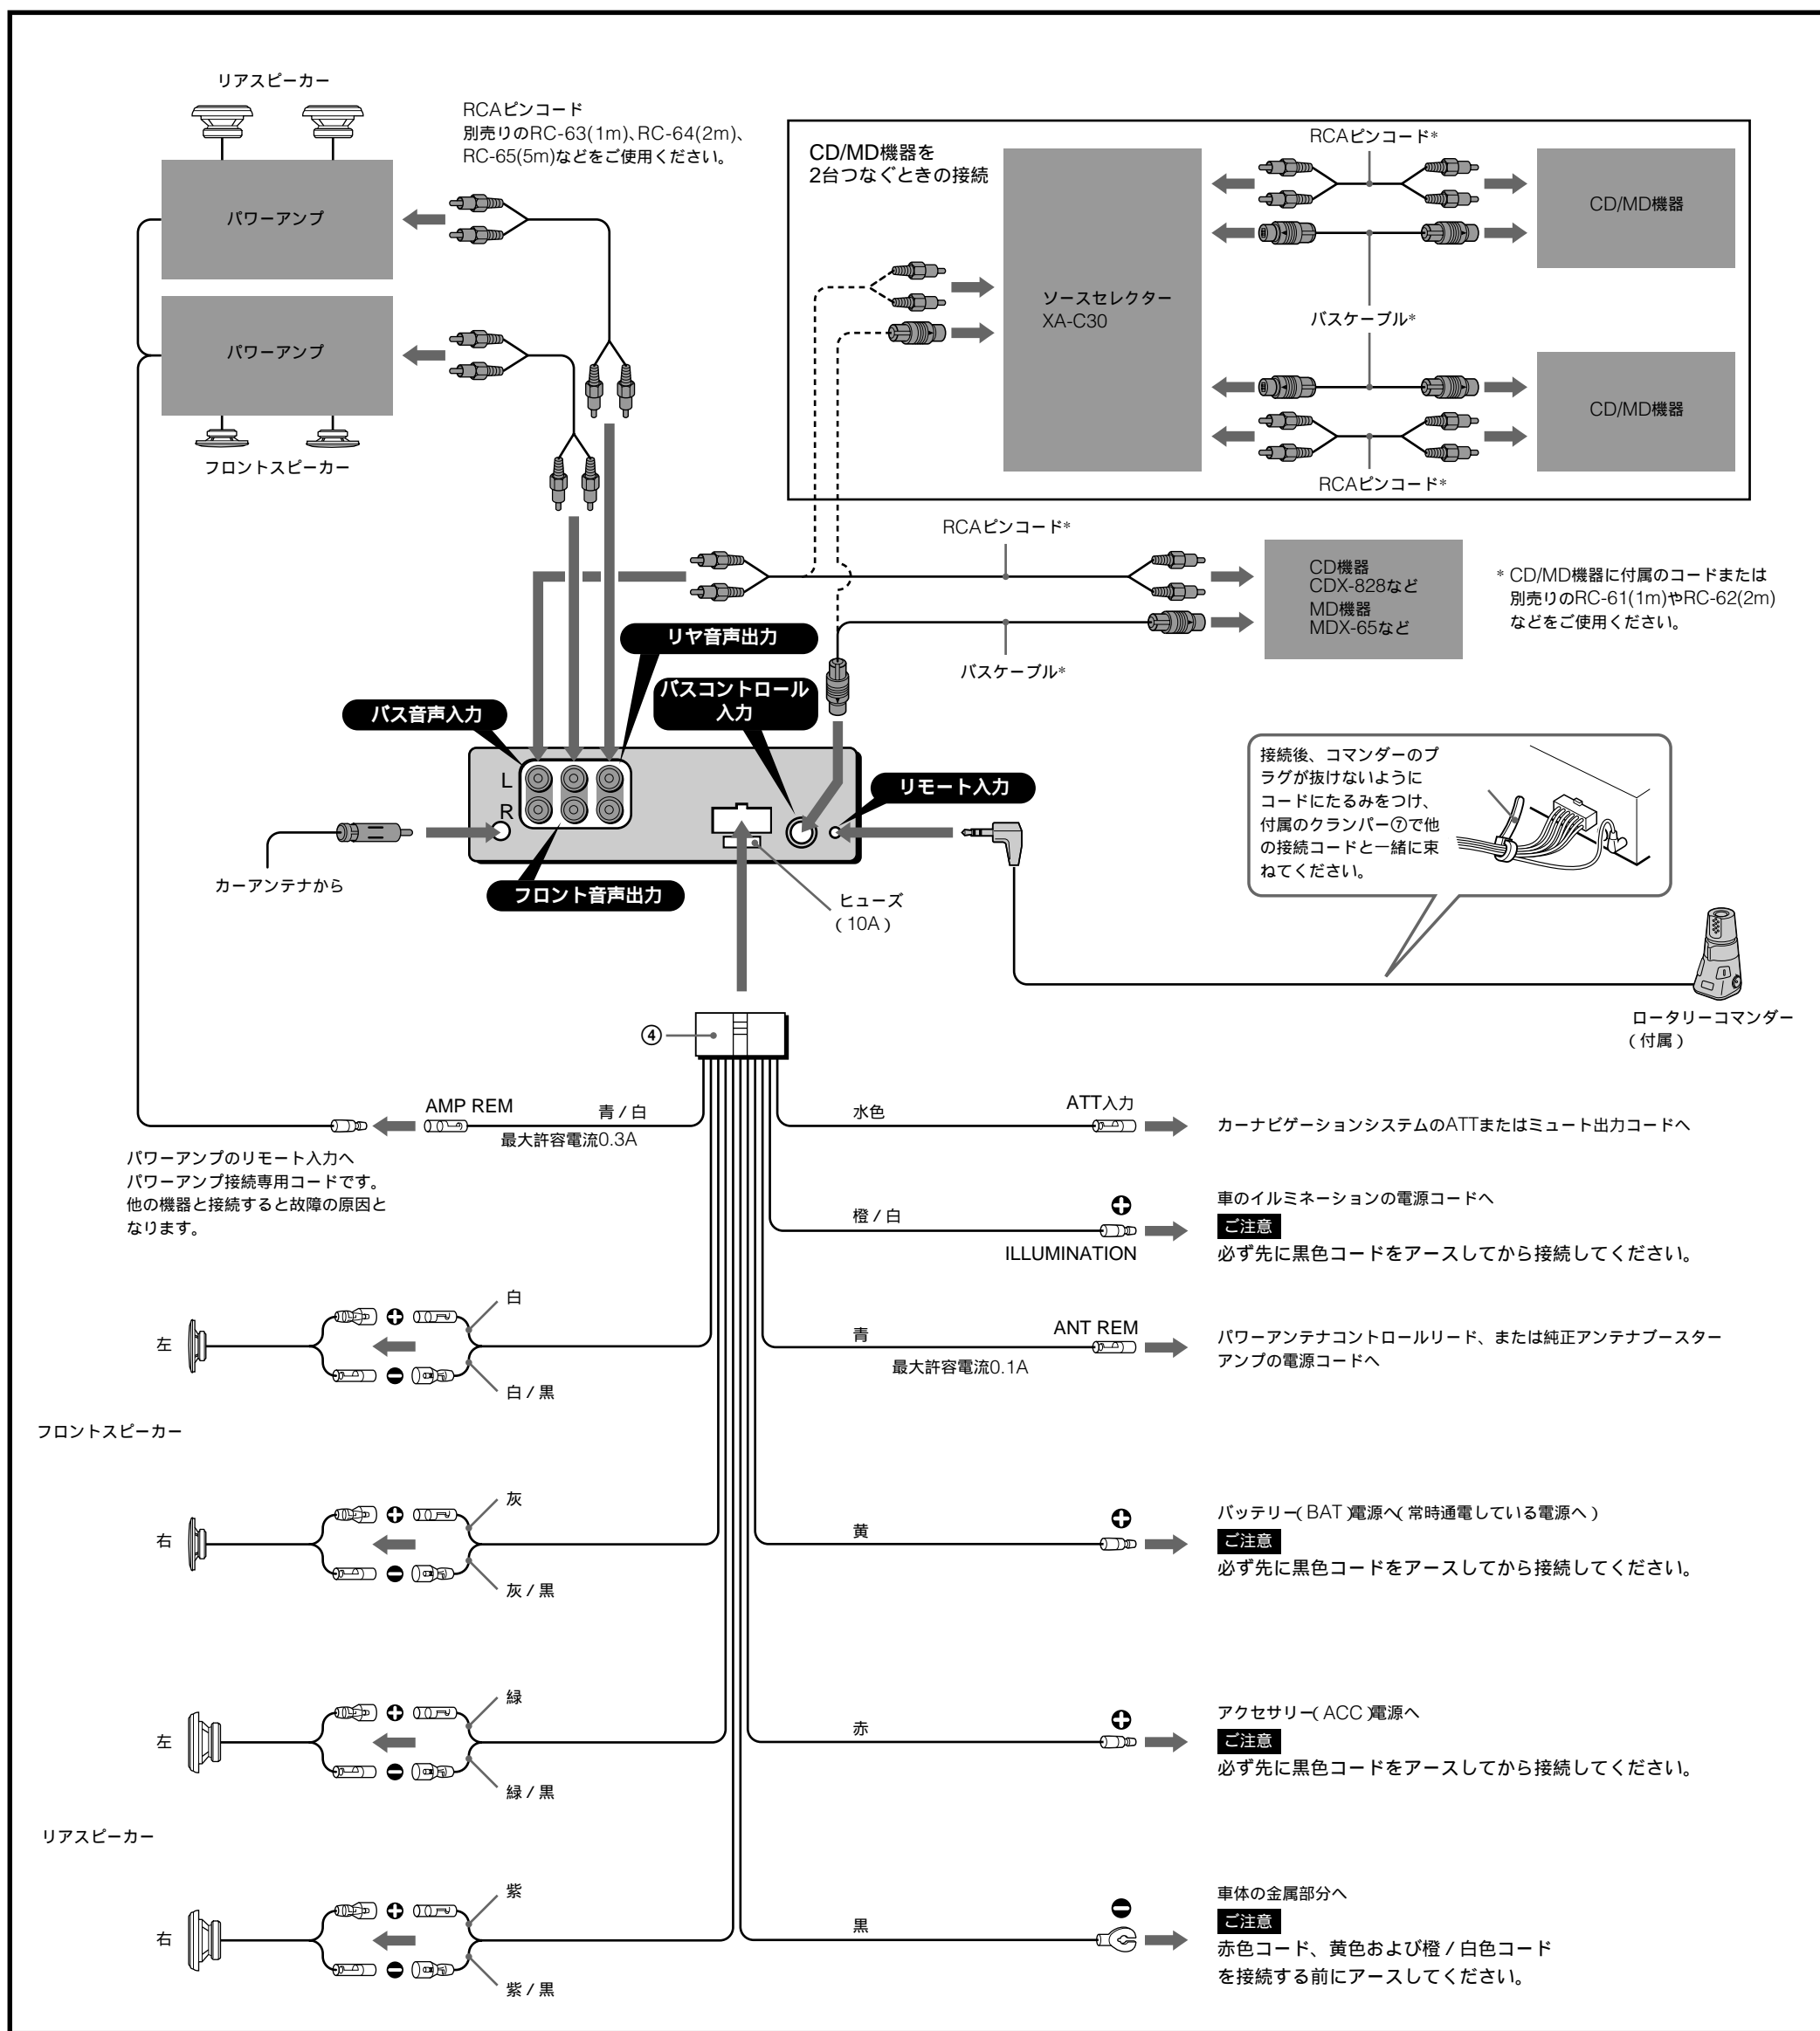 リアスピーカー
RCAピンコード
別売りのRC-63(1m)、RC-64(2m)、
RC-65(5m)などをご使用ください。
パワーアンプ
パワーアンプ
フロントスピーカー
CD/MD機器を
2台つなぐときの接続
RCAピンコード*
ソースセレクター
XA-C30
CD/MD機器
バスケーブル*
CD/MD機器
RCAピンコード*
RCAピンコード*
CD機器
CDX-828など
MD機器
MDX-65など
* CD/MD機器に付属のコードまたは
別売りのRC-61(1m)やRC-62(2m)
などをご使用ください。
バスケーブル*
リヤ音声出力
バスコントロール
入力
バス音声入力
L
R
リモート入力
カーアンテナから
フロント音声出力
ヒューズ
(10A)
接続後、コマンダーのプ
ラグが抜けないように
コードにたるみをつけ、
付属のクランパー⑦で他
の接続コードと一緒に束
ねてください。
ロータリーコマンダー
(付属)
④
AMP REM
青/白
最大許容電流0.3A
パワーアンプのリモート入力へ
パワーアンプ接続専用コードです。
他の機器と接続すると故障の原因と
なります。
水色
ATT入力
カーナビゲーションシステムのATTまたはミュート出力コードへ
橙/白
ILLUMINATION
車のイルミネーションの電源コードへ
ご注意
必ず先に黒色コードをアースしてから接続してください。
青
ANT REM
最大許容電流0.1A
パワーアンテナコントロールリード、または純正アンテナブースター
アンプの電源コードへ
左
白
白/黒
フロントスピーカー
右
灰
灰/黒
黄
バッテリー(BAT)電源へ(常時通電している電源へ)
ご注意
必ず先に黒色コードをアースしてから接続してください。
左
緑
緑/黒
赤
アクセサリー(ACC)電源へ
ご注意
必ず先に黒色コードをアースしてから接続してください。
リアスピーカー
右
紫
紫/黒
黒
車体の金属部分へ
ご注意
赤色コード、黄色および橙/白色コード
を接続する前にアースしてください。